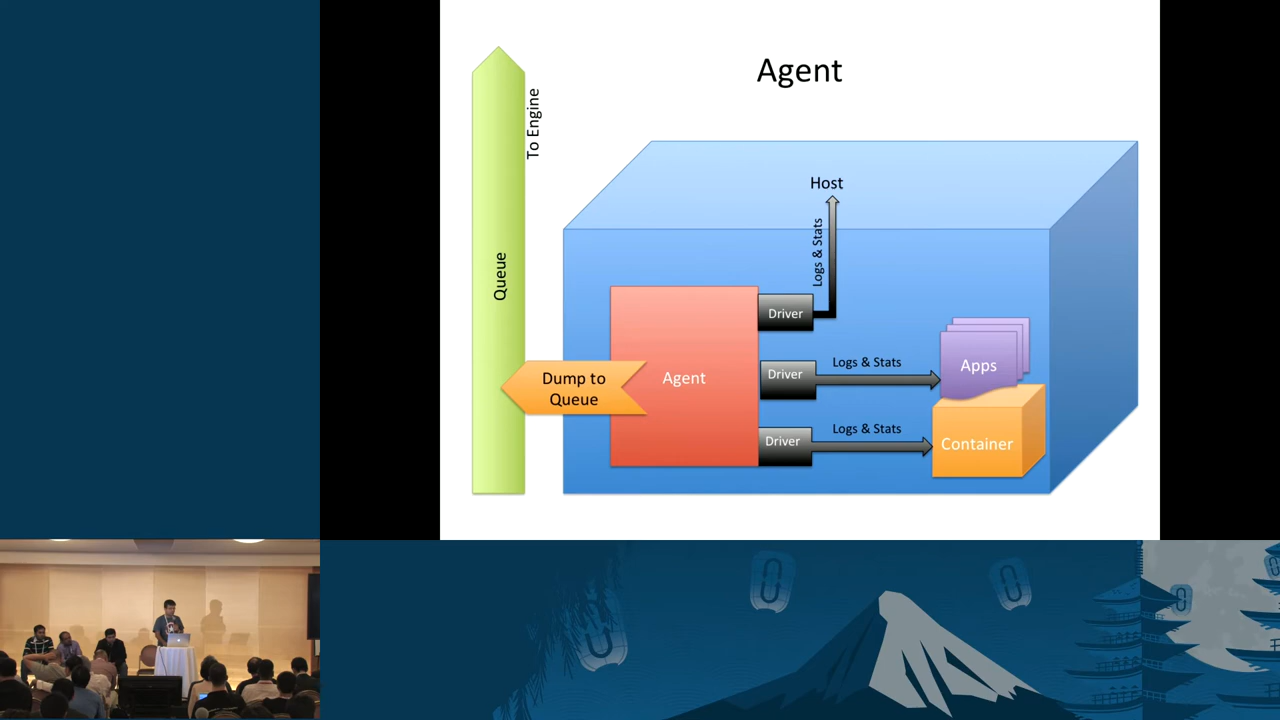 Agent
To Engine
Queue
Host
Logs & Stats
Driver
Agent
Dump to
Queue
Driver
Logs & Stats
Apps
Driver
Logs & Stats
Container